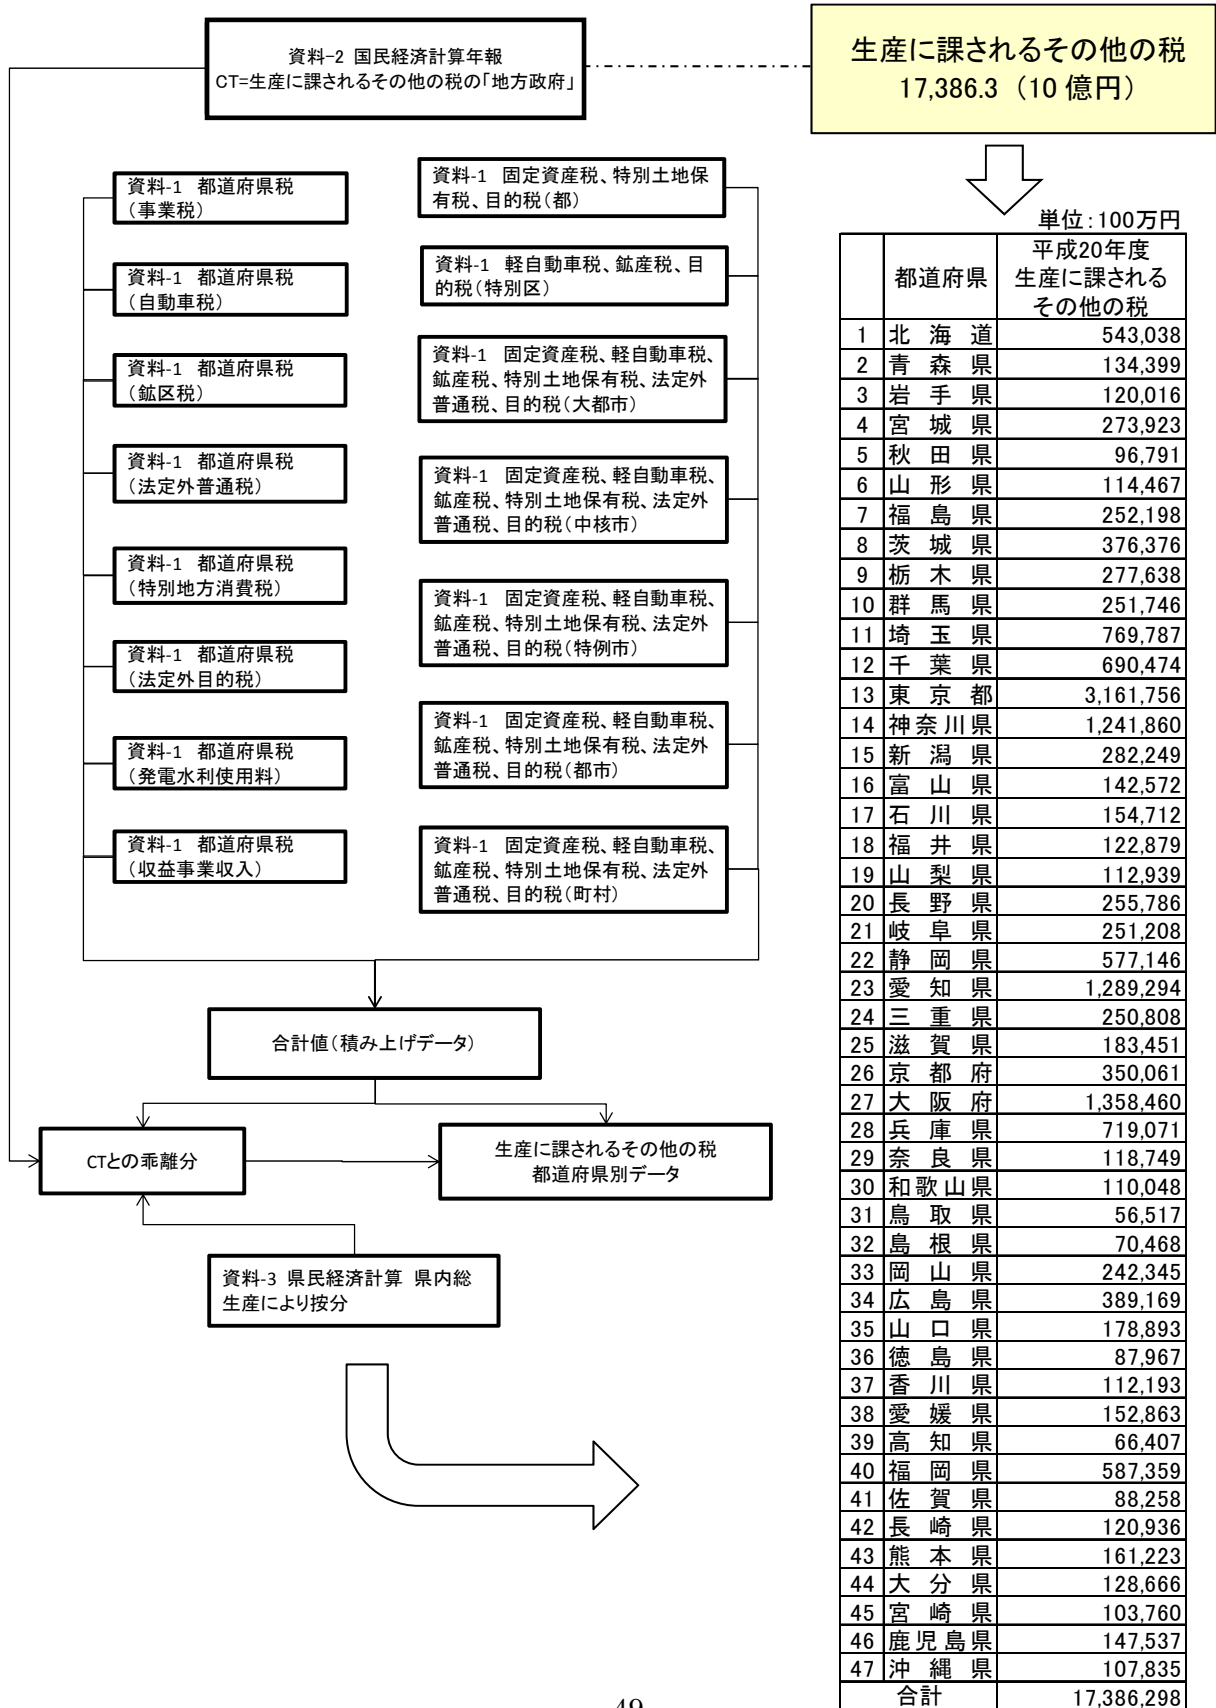 資料-2 国民経済計算年報
CT=生産に課されるその他の税の「地方政府」
生産に課されるその他の税
17,386.3（10 億円）
資料-1 都道府県税
（事業税）
資料-1 都道府県税
（自動車税）
資料-1 都道府県税
（鉱区税）
資料-1 都道府県税
（法定外普通税）
資料-1 都道府県税
（特別地方消費税）
資料-1 都道府県税
（法定外目的税）
資料-1 都道府県税
（発電水利使用料）
資料-1 都道府県税
（収益事業収入）
資料-1 固定資産税、特別土地保
有税、目的税（都）
資料-1 軽自動車税、鉱産税、目
的税（特別区）
資料-1 固定資産税、軽自動車税、
鉱産税、特別土地保有税、法定外
普通税、目的税（大都市）
資料-1 固定資産税、軽自動車税、
鉱産税、特別土地保有税、法定外
普通税、目的税（中核市）
資料-1 固定資産税、軽自動車税、
鉱産税、特別土地保有税、法定外
普通税、目的税（特例市）
資料-1 固定資産税、軽自動車税、
鉱産税、特別土地保有税、法定外
普通税、目的税（都市）
資料-1 固定資産税、軽自動車税、
鉱産税、特別土地保有税、法定外
普通税、目的税（町村）
合計値（積み上げデータ）
CTとの乖離分
生産に課されるその他の税
都道府県別データ
資料-3 県民経済計算 県内総
生産により按分
単位：100万円
都道府県
平成20年度
生産に課される
その他の税
1 北海道 543,038
2 青森県 134,399
3 岩手県 120,016
4 宮城県 273,923
5 秋田県 96,791
6 山形県 114,467
7 福島県 252,198
8 茨城県 376,376
9 栃木県 277,638
10 群馬県 251,746
11 埼玉県 769,787
12 千葉県 690,474
13 東京都 3,161,756
14 神奈川県 1,241,860
15 新潟県 282,249
16 富山県 142,572
17 石川県 154,712
18 福井県 122,879
19 山梨県 112,939
20 長野県 255,786
21 岐阜県 251,208
22 静岡県 577,146
23 愛知県 1,289,294
24 三重県 250,808
25 滋賀県 183,451
26 京都府 350,061
27 大阪府 1,358,460
28 兵庫県 719,071
29 奈良県 118,749
30 和歌山県 110,048
31 鳥取県 56,517
32 島根県 70,468
33 岡山県 242,345
34 広島県 389,169
35 山口県 178,893
36 徳島県 87,967
37 香川県 112,193
38 愛媛県 152,863
39 高知県 66,407
40 福岡県 587,359
41 佐賀県 88,258
42 長崎県 120,936
43 熊本県 161,223
44 大分県 128,666
45 宮崎県 103,760
46 鹿児島県 147,537
47 沖縄県 107,835
合計 17,386,298
49